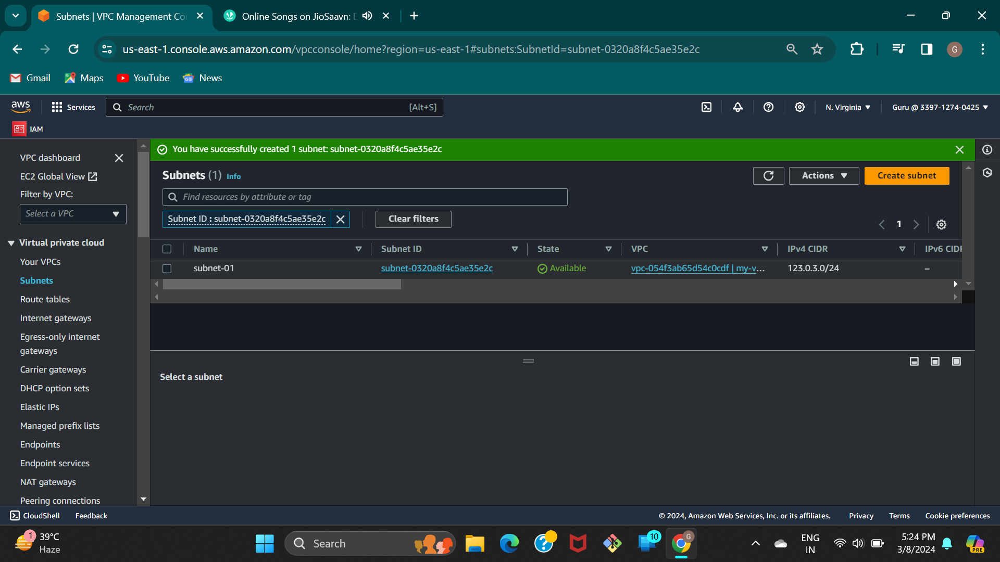 Subnets | VPC Management Co
Online Songs on JioSaavn:
us-east-1.console.aws.amazon.com/vpcconsole/home?region=us-east-1#subnets:SubnetId=subnet-0320a8f4c5ae35e2c
G
Gmail
Maps
YouTube
News
aws
Services
Search
[Alt+S]
N. Virginia
Guru @ 3397-1274-0425
IAM
VPC dashboard
EC2 Global View
Filter by VPC:
Select a VPC
Virtual private cloud
Your VPCs
Subnets
Route tables
Internet gateways
Egress-only internet
gateways
Carrier gateways
DHCP option sets
Elastic IPs
Managed prefix lists
Endpoints
Endpoint services
NAT gateways
Peering connections
You have successfully created 1 subnet: subnet-0320a8f4c5ae35e2c
Subnets (1) Info
Actions
Create subnet
Find resources by attribute or tag
Subnet ID : subnet-0320a8f4c5ae35e2c
Clear filters
1
Name
Subnet ID
State
VPC
IPv4 CIDR
IPv6 CIDR
subnet-01
subnet-0320a8f4c5ae35e2c
Available
vpc-054f3ab65d54c0cdf | my-v...
123.0.3.0/24
–
Select a subnet
CloudShell
Feedback
© 2024, Amazon Web Services, Inc. or its affiliates.
Privacy
Terms
Cookie preferences
1
39°C
Haze
Search
10
G
ENG
IN
5:24 PM
3/8/2024
PRE